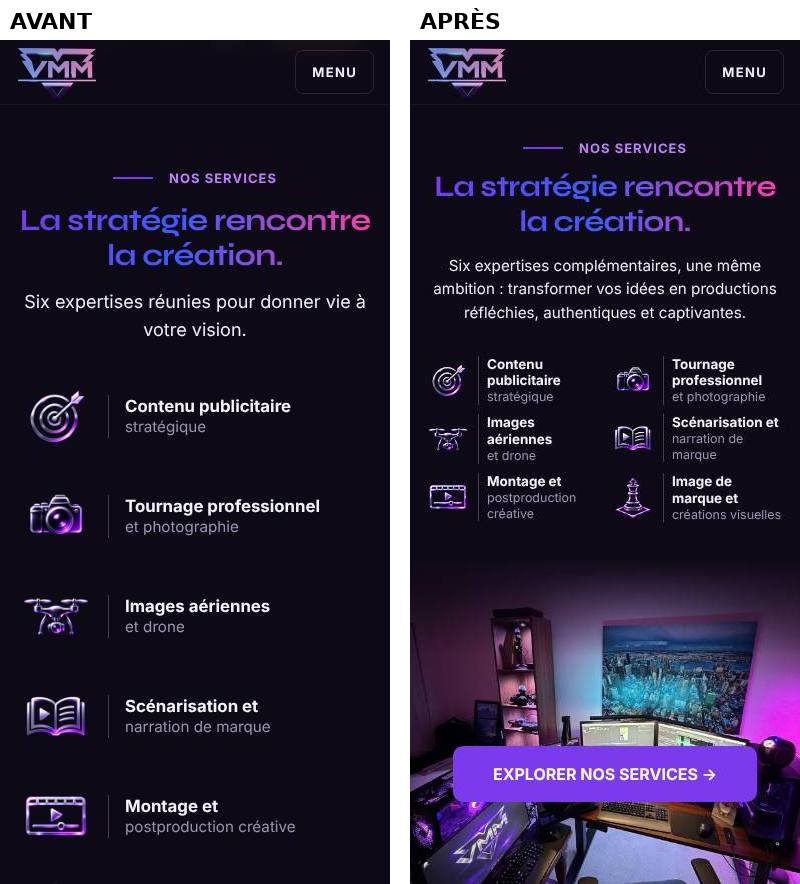 AVANT
VMM
MENU
NOS SERVICES
La stratégie rencontre
la création.
Six expertises réunies pour donner vie à
votre vision.
Contenu publicitaire
stratégique
Tournage professionnel
et photographie
Images aériennes
et drone
Scénarisation et
narration de marque
Montage et
postproduction créative
APRÈS
VMM
MENU
NOS SERVICES
La stratégie rencontre
la création.
Six expertises complémentaires, une même
ambition : transformer vos idées en productions
réfléchies, authentiques et captivantes.
Contenu
publicitaire
stratégique
Tournage
professionnel
et photographie
Images
aériennes
et drone
Scénarisation et
narration de
marque
Montage et
postproduction
créative
Image de
marque et
créations visuelles
EXPLORER NOS SERVICES →
VMM